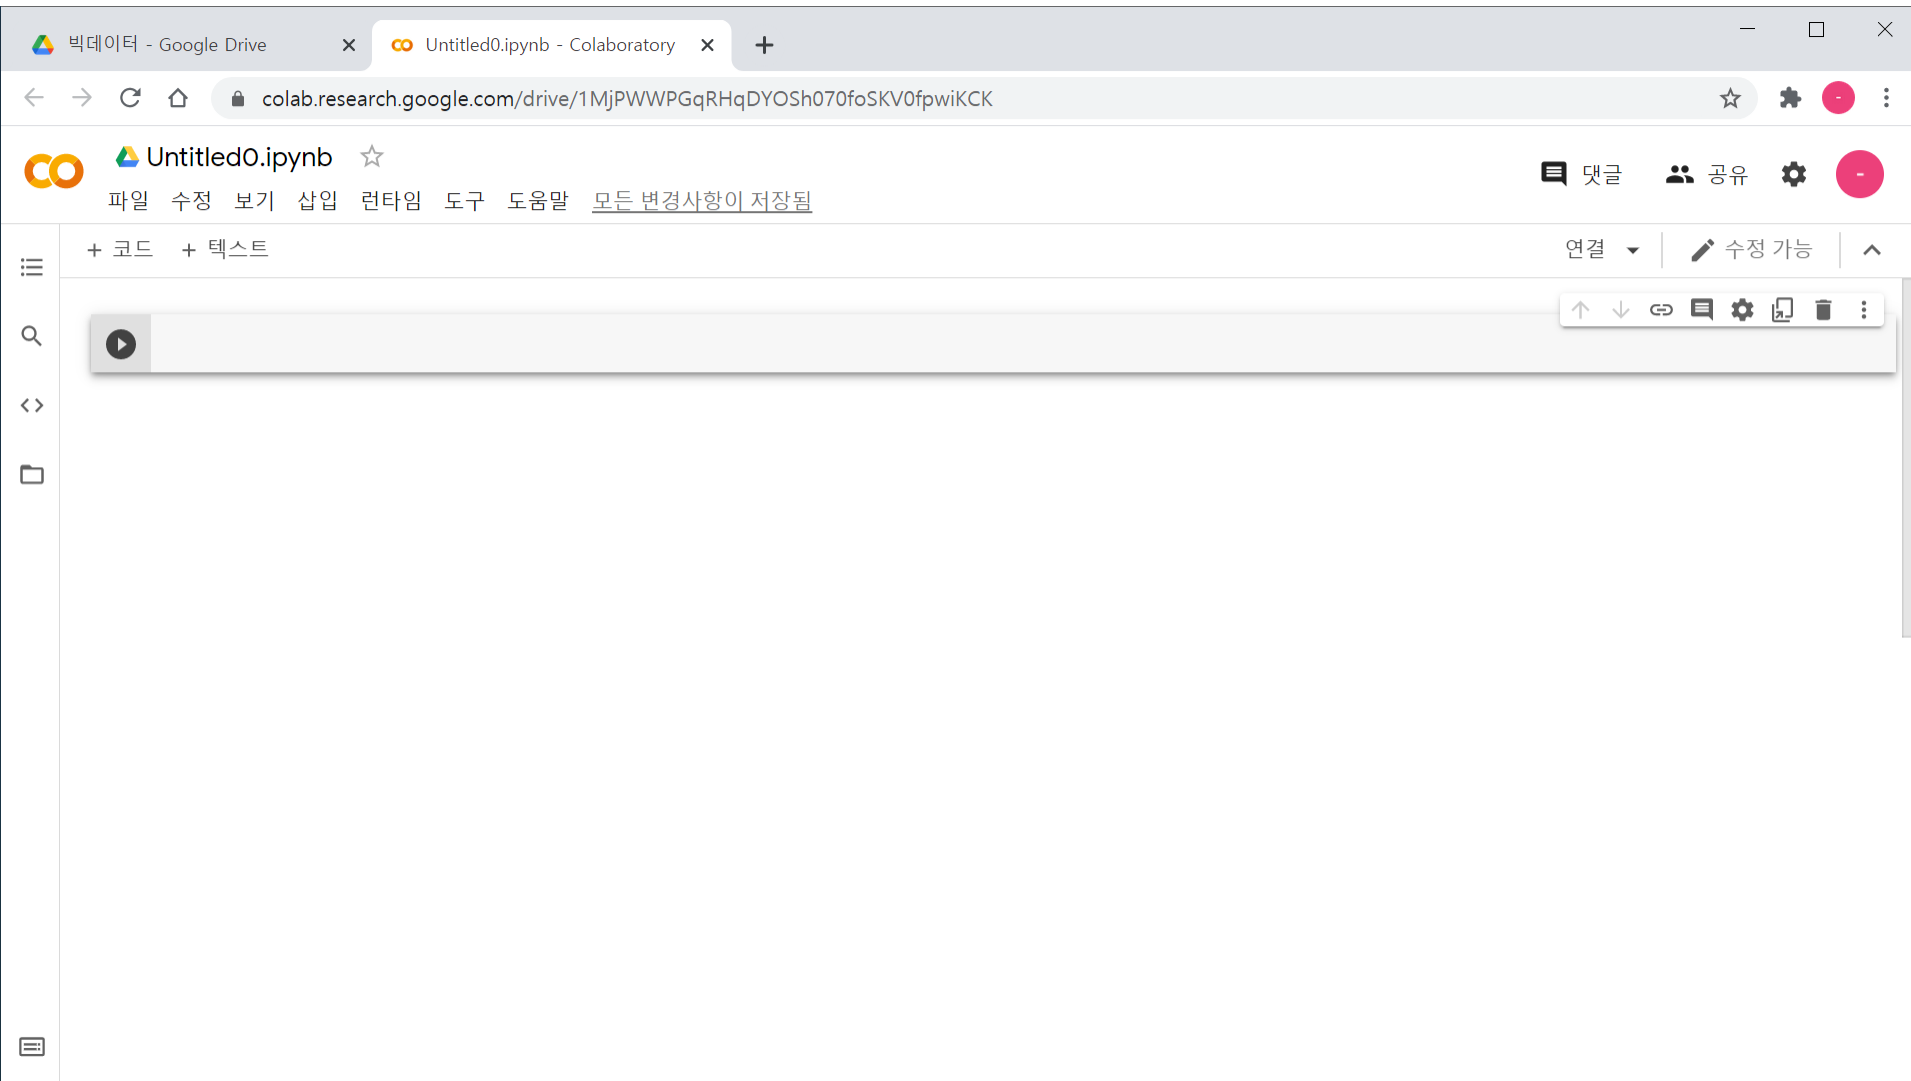 빅데이터 - Google Drive
Untitled0.ipynb - Colaboratory
colab.research.google.com/drive/1MjPWWPGqRHqDYOSh070foSKV0fpwiKCK
Untitled0.ipynb
댓글 공유
파일 수정 보기 삽입 런타임 도구 도움말 모든 변경사항이 저장됨
+ 코드 + 텍스트
연결 수정 가능